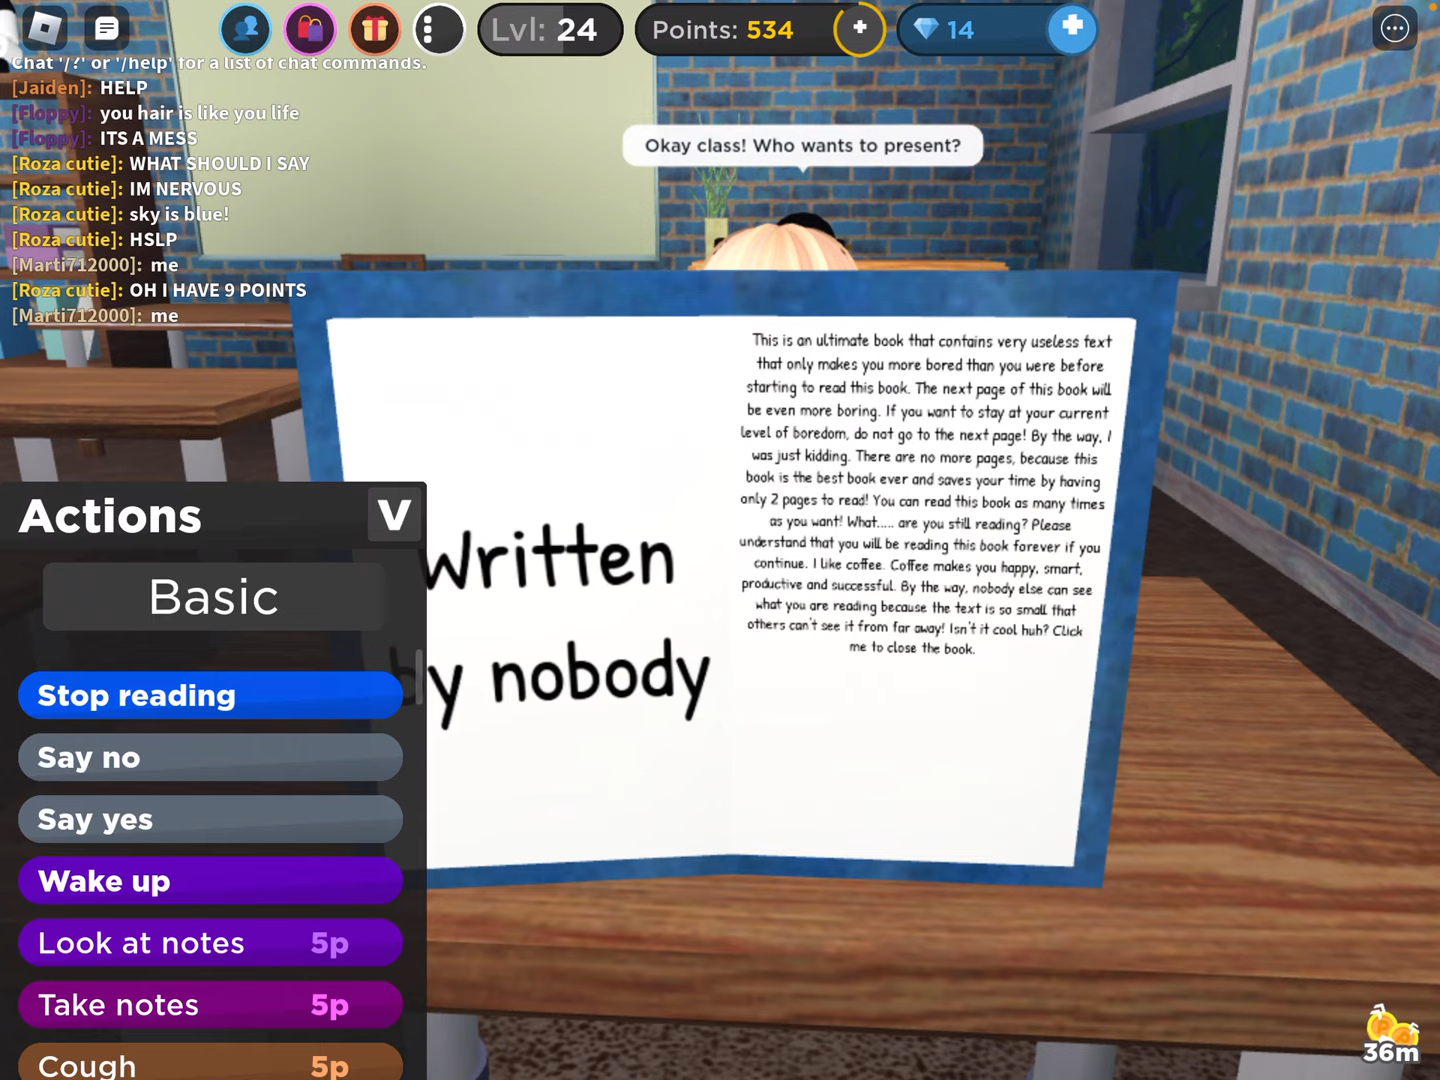 Lvl: 24
Points: 534
+
14
Chat '/?' or '/help' for a list of chat commands.
[Jaiden]: HELP
[Floppy]: you hair is like you life
[Floppy]: ITS A MESS
[Roza cutie]: WHAT SHOULD I SAY
[Roza cutie]: IM NERVOUS
[Roza cutie]: sky is blue!
[Roza cutie]: HSLP
[Marti712000]: me
[Roza cutie]: OH I HAVE 9 POINTS
[Marti712000]: me
Okay class! Who wants to present?
Written
by nobody
This is an ultimate book that contains very useless text
that only makes you more bored than you were before
starting to read this book. The next page of this book will
be even more boring. If you want to stay at your current
level of boredom, do not go to the next page! By the way, I
was just kidding. There are no more pages, because this
book is the best book ever and saves your time by having
only 2 pages to read! You can read this book as many times
as you want! What..... are you still reading? Please
understand that you will be reading this book forever if you
continue. I like coffee. Coffee makes you happy, smart,
productive and successful. By the way, nobody else can see
what you are reading because the text is so small that
others can't see it from far away! Isn't it cool huh? Click
me to close the book.
Actions
V
Basic
Stop reading
Say no
Say yes
Wake up
Look at notes 5p
Take notes 5p
Cough 5p
36m